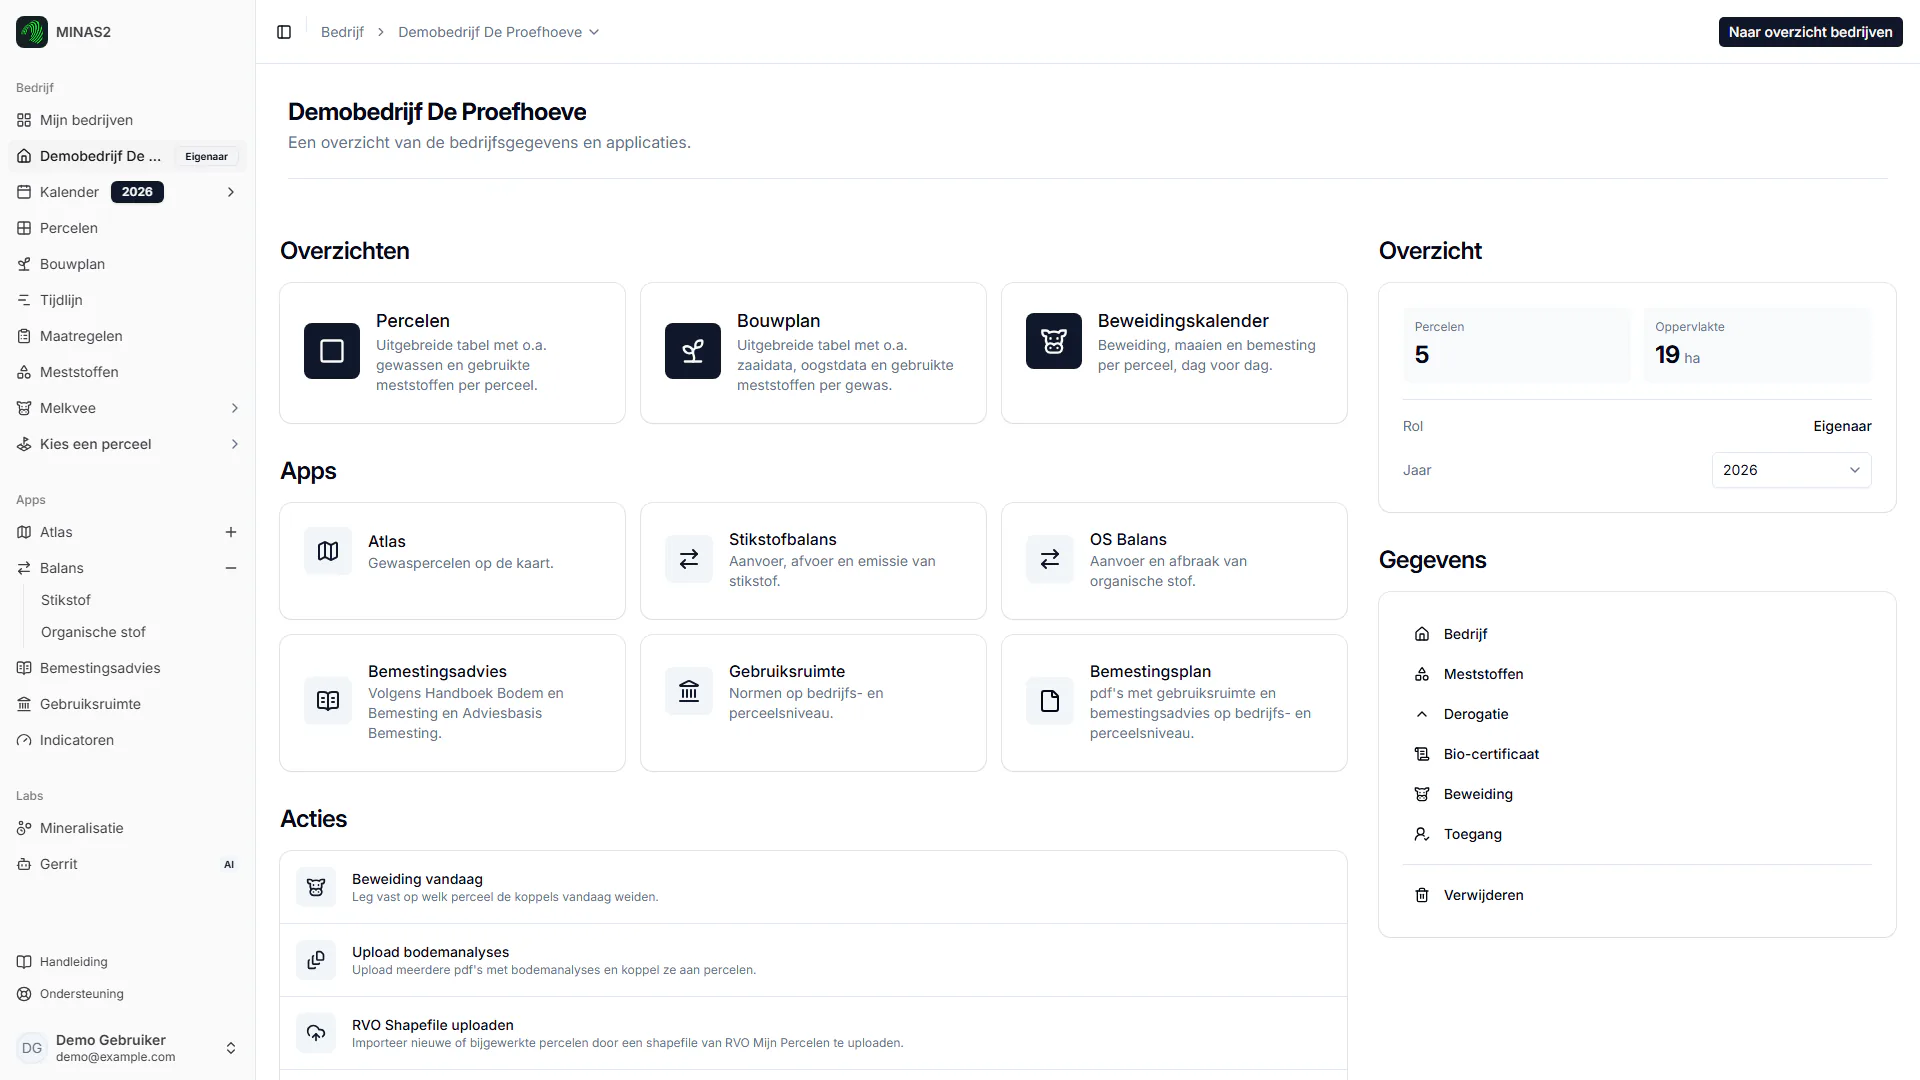 MINAS2
Bedrijf
Mijn bedrijven
Demobedrijf De ... Eigenaar
Kalender 2026
Percelen
Bouwplan
Tijdlijn
Maatregelen
Meststoffen
Melkvee
Kies een perceel
Apps
Atlas
Balans
Stikstof
Organische stof
Bemestingsadvies
Gebruiksruimte
Indicatoren
Labs
Mineralisatie
Gerrit AI
Handleiding
Ondersteuning
DG
Demo Gebruiker
demo@example.com
Bedrijf > Demobedrijf De Proefhoeve
Naar overzicht bedrijven
Demobedrijf De Proefhoeve
Een overzicht van de bedrijfsgegevens en applicaties.
Overzichten
Percelen
Uitgebreide tabel met o.a.
gewassen en gebruikte
meststoffen per perceel.
Bouwplan
Uitgebreide tabel met o.a.
zaaidata, oogstdata en gebruikte
meststoffen per gewas.
Beweidingskalender
Beweiding, maaien en bemesting
per perceel, dag voor dag.
Apps
Atlas
Gewaspercelen op de kaart.
Stikstofbalans
Aanvoer, afvoer en emissie van
stikstof.
OS Balans
Aanvoer en afbraak van
organische stof.
Bemestingsadvies
Volgens Handboek Bodem en
Bemesting en Adviesbasis
Bemesting.
Gebruiksruimte
Normen op bedrijfs- en
perceelsniveau.
Bemestingsplan
pdf's met gebruiksruimte en
bemestingsadvies op bedrijfs- en
perceelsniveau.
Acties
Beweiding vandaag
Leg vast op welk perceel de koppels vandaag weiden.
Upload bodemanalyses
Upload meerdere pdf's met bodemanalyses en koppel ze aan percelen.
RVO Shapefile uploaden
Importeer nieuwe of bijgewerkte percelen door een shapefile van RVO Mijn Percelen te uploaden.
Overzicht
Percelen
5
Oppervlakte
19 ha
Rol Eigenaar
Jaar 2026
Gegevens
Bedrijf
Meststoffen
Derogatie
Bio-certificaat
Beweiding
Toegang
Verwijderen